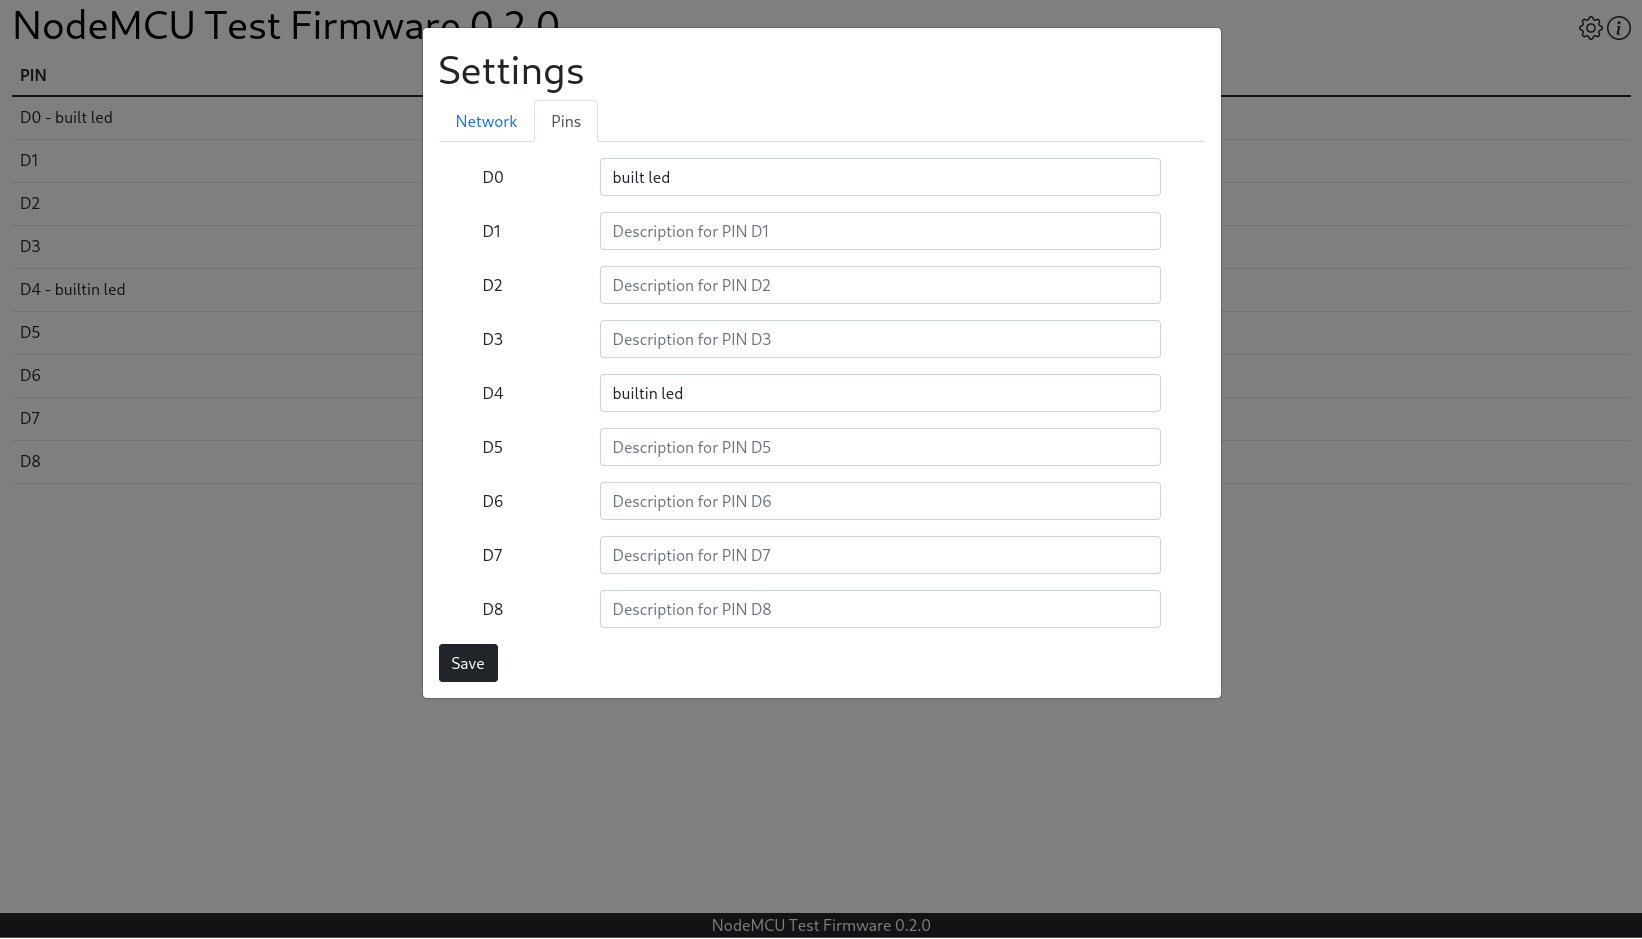 NodeMCU Test Firmware 0.2.0
PIN
D0 - built led
D1
D2
D3
D4 - builtin led
D5
D6
D7
D8
Settings
Network Pins
D0 built led
D1 Description for PIN D1
D2 Description for PIN D2
D3 Description for PIN D3
D4 builtin led
D5 Description for PIN D5
D6 Description for PIN D6
D7 Description for PIN D7
D8 Description for PIN D8
Save
NodeMCU Test Firmware 0.2.0